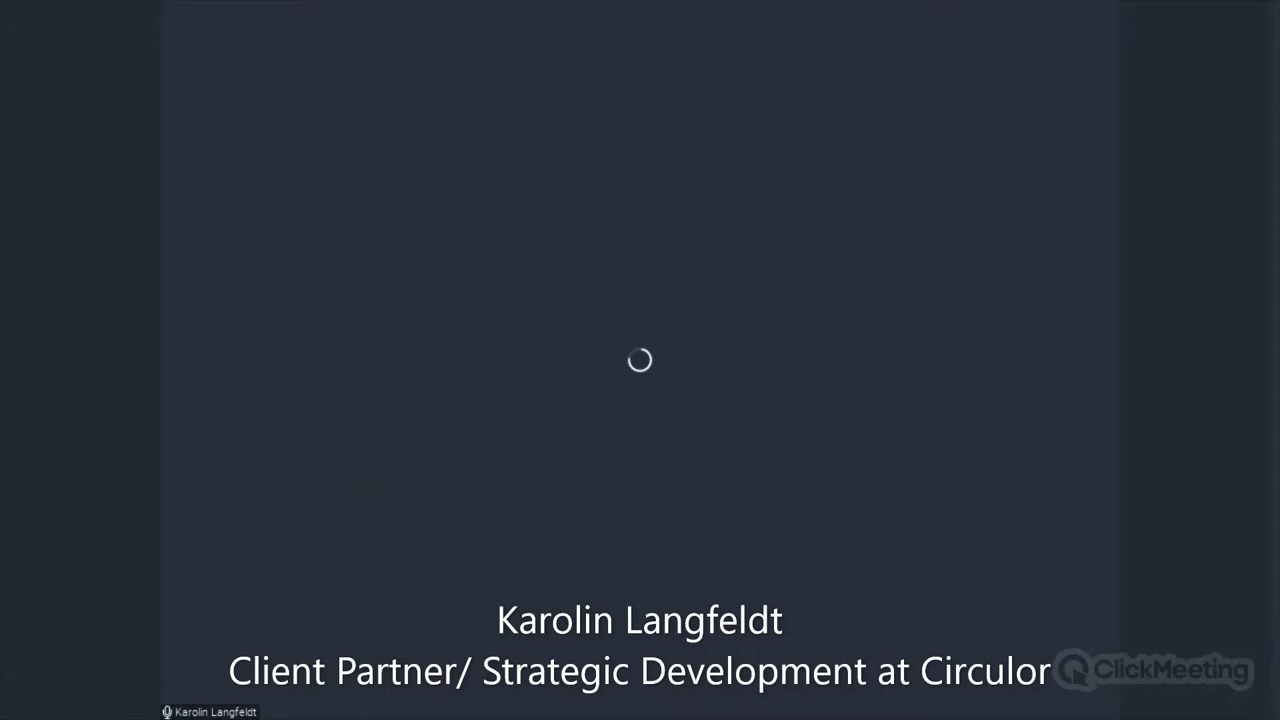 Karolin Langfeldt
Client Partner/ Strategic Development at Circulor
ClickMeeting
Karolin Langfeldt